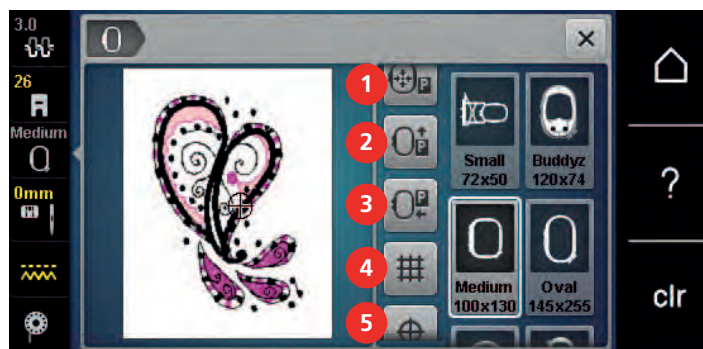 3.0
26
Medium
0mm
1
P
2
P
3
P
4
5
Small
72x50
Buddyz
120x74
Medium
100x130
Oval
145x255
?
clr